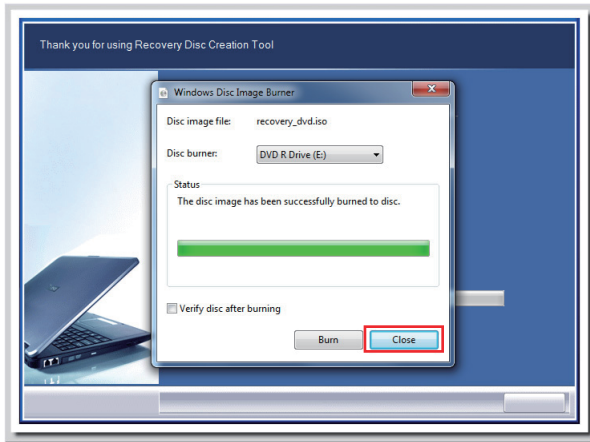 Thank you for using Recovery Disc Creation Tool
Windows Disc Image Burner
Disc image file: recovery_dvd.iso
Disc burner: DVD R Drive (E:)
Status
The disc image has been successfully burned to disc.
Verify disc after burning
Burn Close